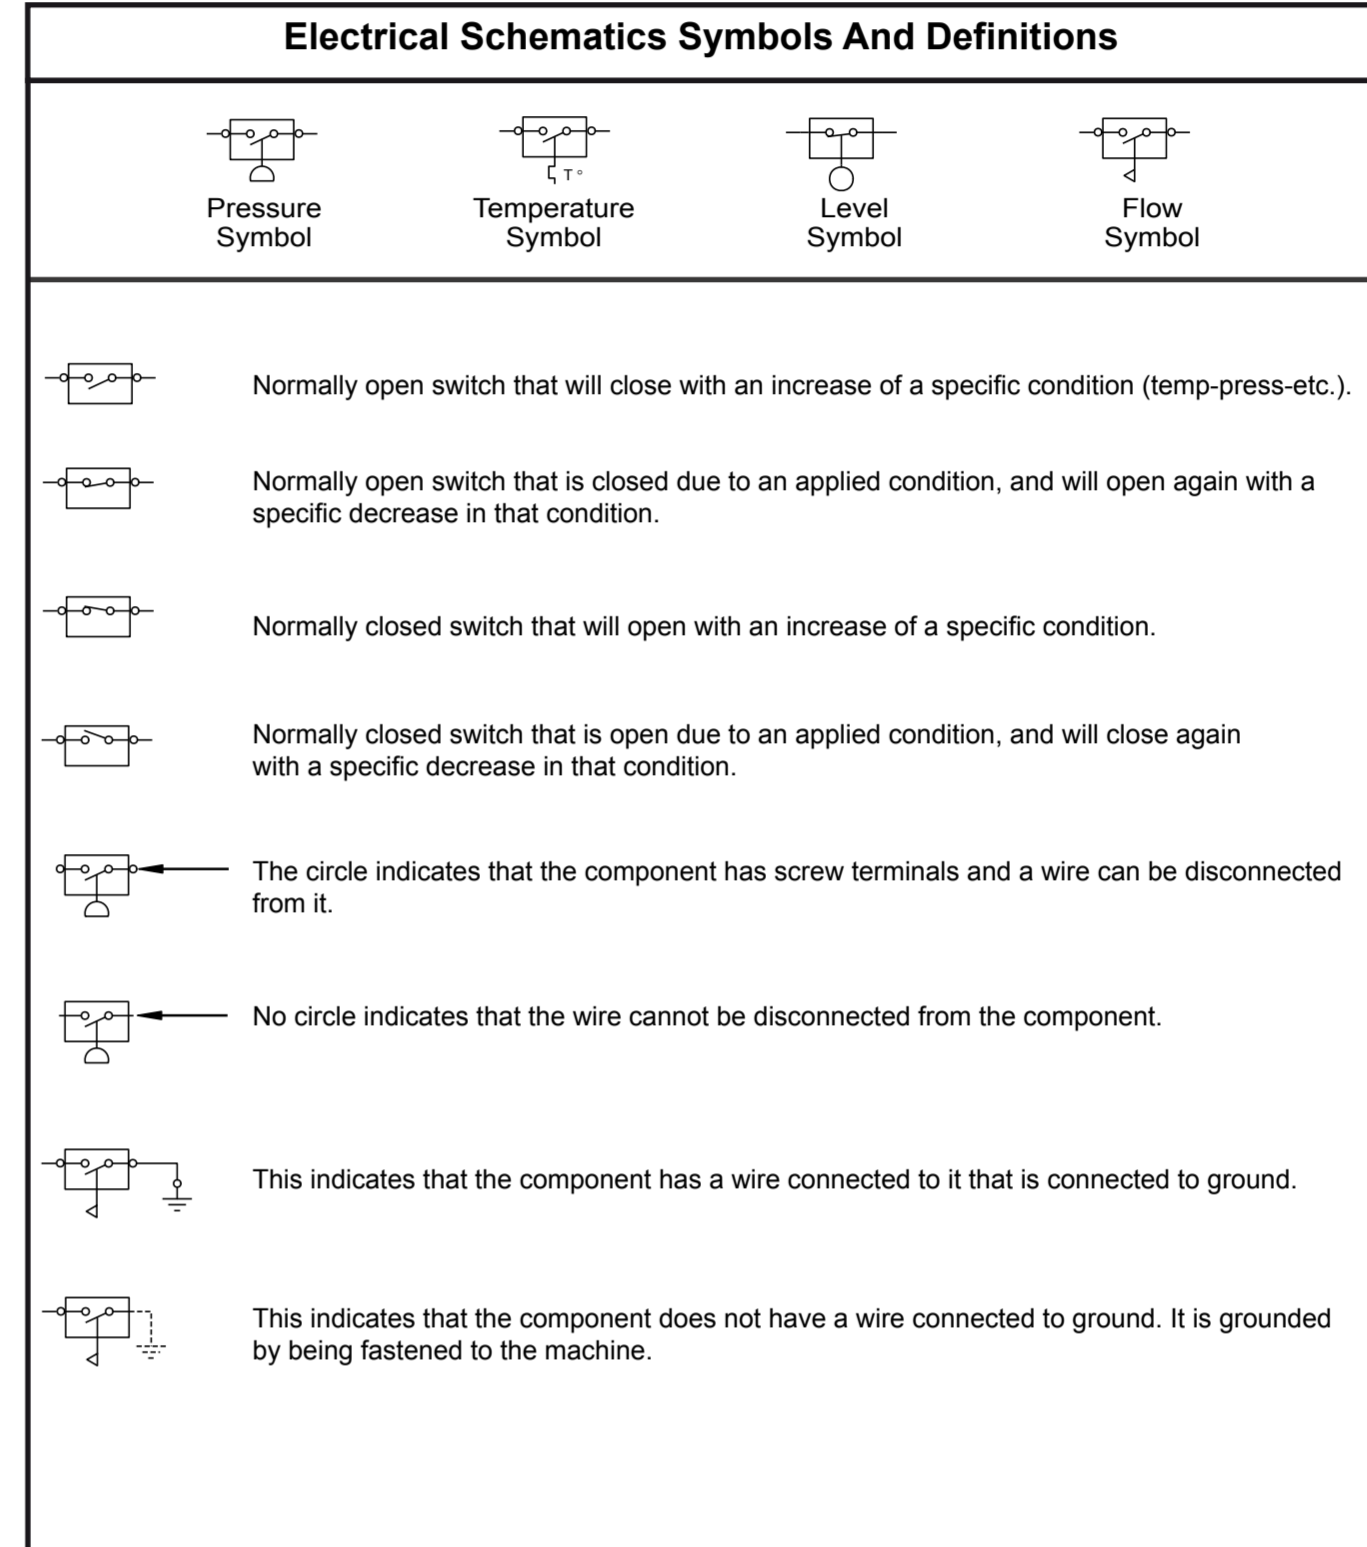 Electrical Schematics Symbols And Definitions
T °
Pressure
Symbol
Temperature
Symbol
Level
Symbol
Flow
Symbol
Normally open switch that will close with an increase of a specific condition (temp-press-etc.).
Normally open switch that is closed due to an applied condition, and will open again with a
specific decrease in that condition.
Normally closed switch that will open with an increase of a specific condition.
Normally closed switch that is open due to an applied condition, and will close again
with a specific decrease in that condition.
The circle indicates that the component has screw terminals and a wire can be disconnected
from it.
No circle indicates that the wire cannot be disconnected from the component.
This indicates that the component has a wire connected to it that is connected to ground.
This indicates that the component does not have a wire connected to ground. It is grounded
by being fastened to the machine.